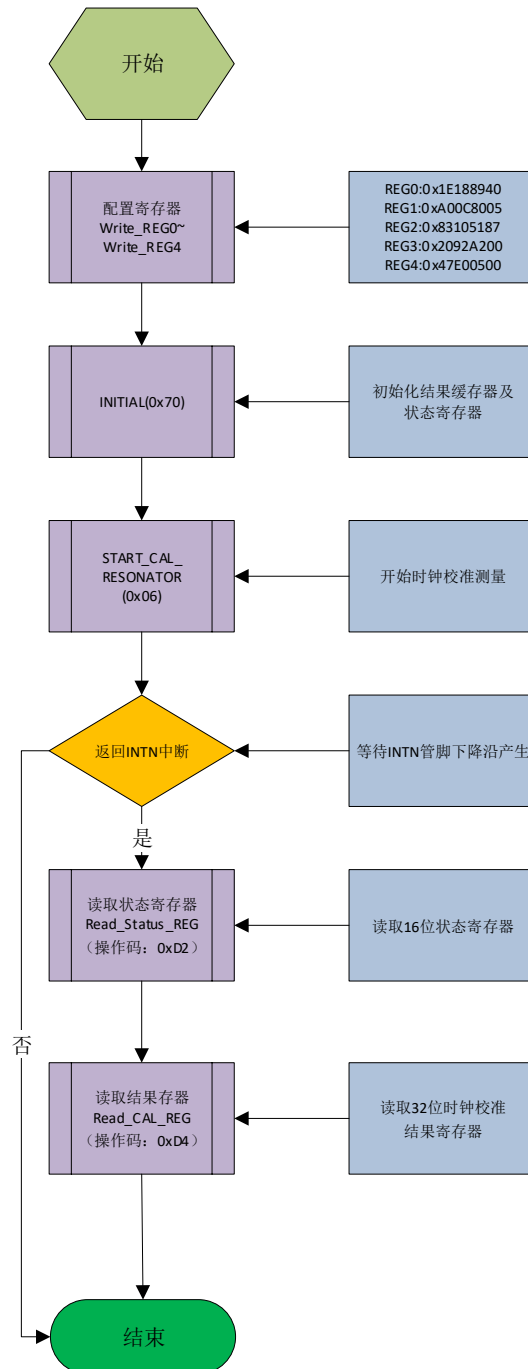 开始
配置寄存器
Write_REG0~
Write_REG4
REG0:0x1E188940
REG1:0xA00C8005
REG2:0x83105187
REG3:0x2092A200
REG4:0x47E00500
INITIAL(0x70)
初始化结果缓存器及
状态寄存器
START_CAL_
RESONATOR
(0x06)
开始时钟校准测量
返回INTN中断
等待INTN管脚下降沿产生
是
读取状态寄存器
Read_Status_REG
（操作码：0xD2）
读取16位状态寄存器
否
读取结果存器
Read_CAL_REG
（操作码：0xD4）
读取32位时钟校准
结果寄存器
结束